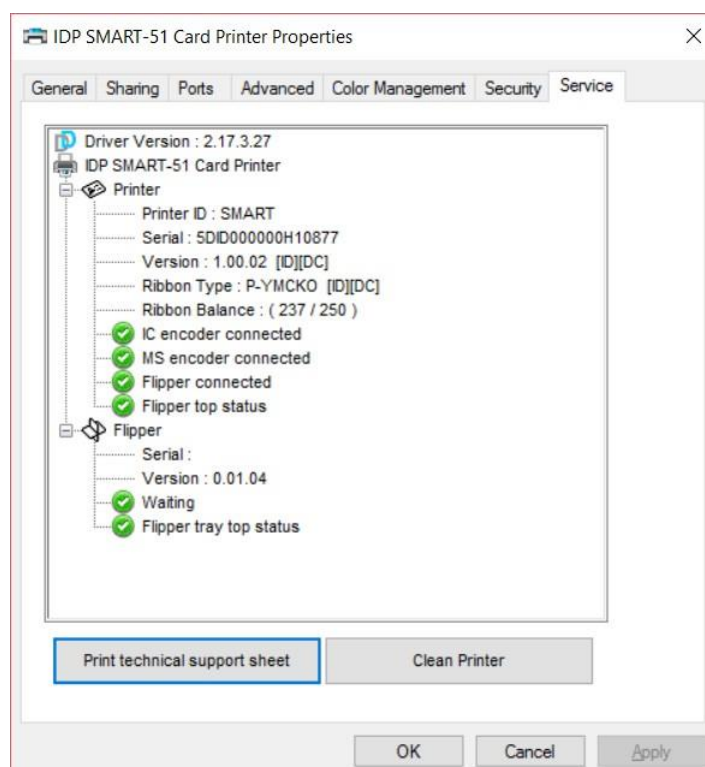 IDP SMART-51 Card Printer Properties
General Sharing Ports Advanced Color Management Security Service
Driver Version : 2.17.3.27
IDP SMART-51 Card Printer
Printer
Printer ID : SMART
Serial : 5DID000000H10877
Version : 1.00.02 [ID][DC]
Ribbon Type : P-YMCKO [ID][DC]
Ribbon Balance : ( 237 / 250 )
IC encoder connected
MS encoder connected
Flipper connected
Flipper top status
Flipper
Serial :
Version : 0.01.04
Waiting
Flipper tray top status
Print technical support sheet Clean Printer
OK Cancel Apply